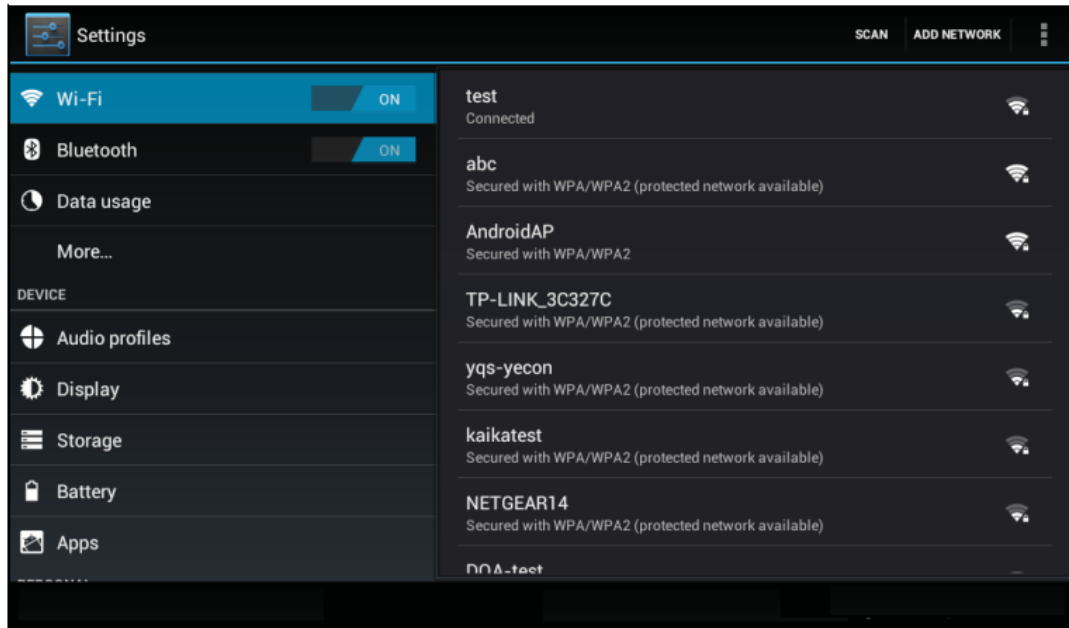 Settings
SCAN
ADD NETWORK
Wi-Fi
ON
Bluetooth
ON
Data usage
More...
DEVICE
Audio profiles
Display
Storage
Battery
Apps
test
Connected
abc
Secured with WPA/WPA2 (protected network available)
AndroidAP
Secured with WPA/WPA2
TP-LINK_3C327C
Secured with WPA/WPA2 (protected network available)
yqs-yecon
Secured with WPA/WPA2 (protected network available)
kaikatest
Secured with WPA/WPA2 (protected network available)
NETGEAR14
Secured with WPA/WPA2 (protected network available)